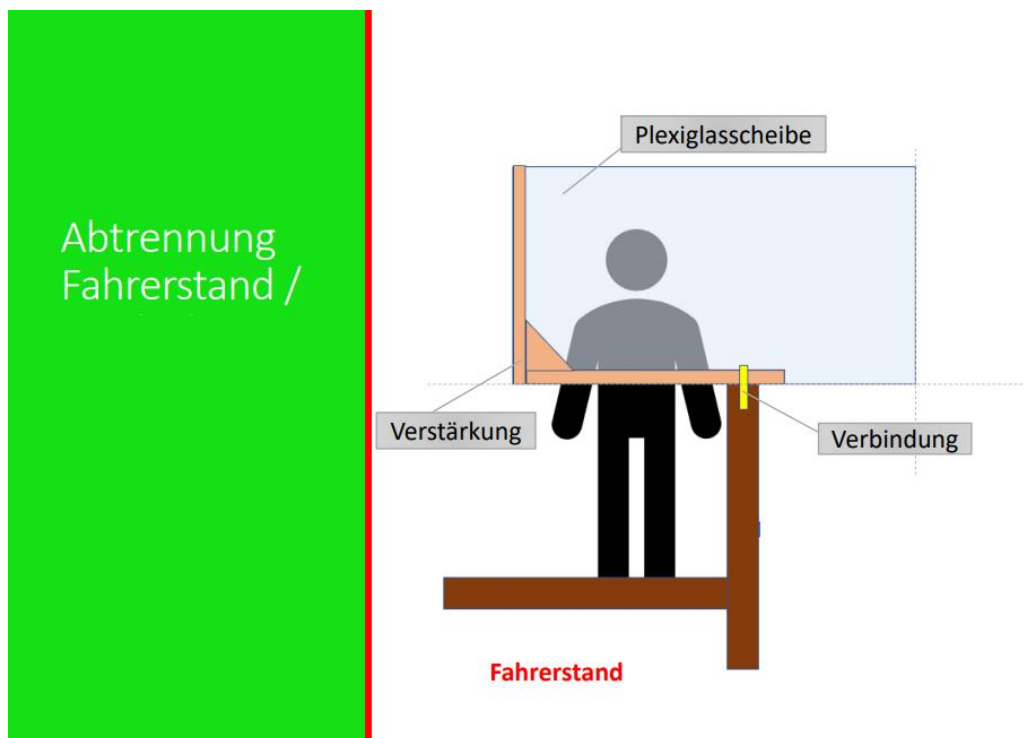 Abtrennung
Fahrerstand /
Plexiglasscheibe
Verstärkung
Verbindung
Fahrerstand